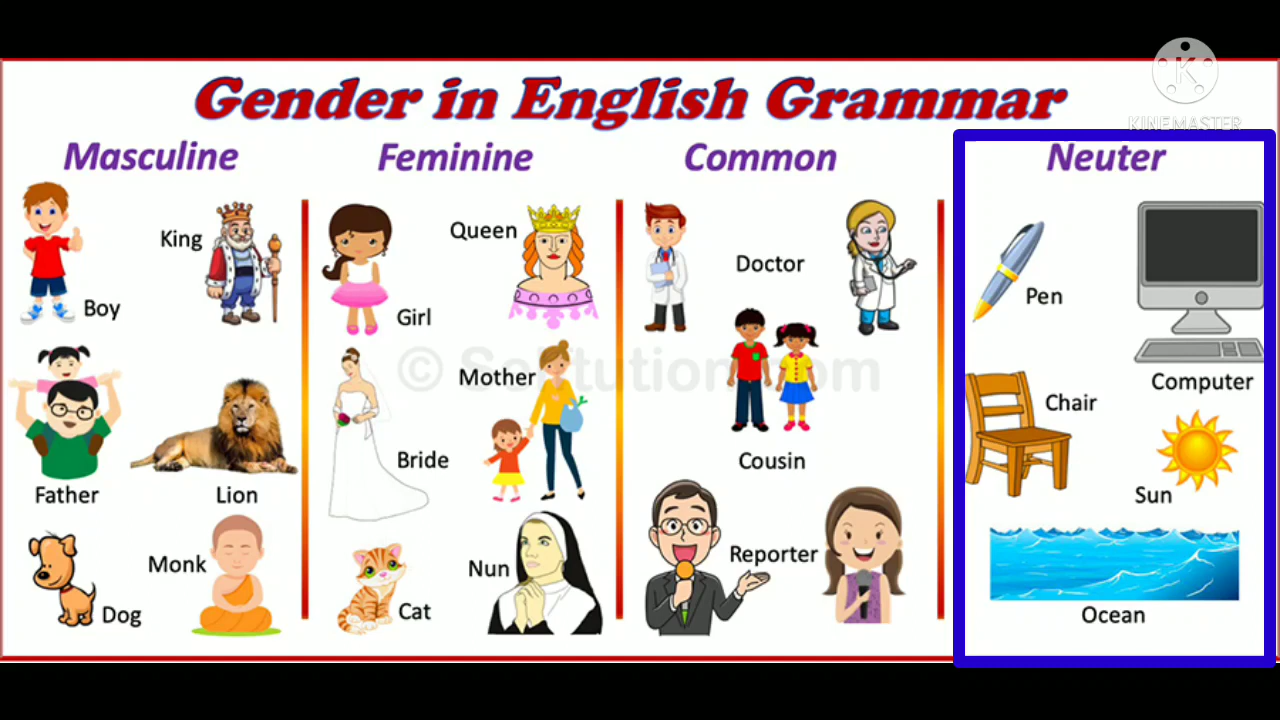 Gender in English Grammar
KINEMASTER
Masculine
Feminine
Common
Neuter
Boy
King
Father
Lion
Dog
Monk
Girl
Queen
Bride
Mother
Cat
Nun
Doctor
Cousin
Reporter
Pen
Computer
Chair
Sun
Ocean